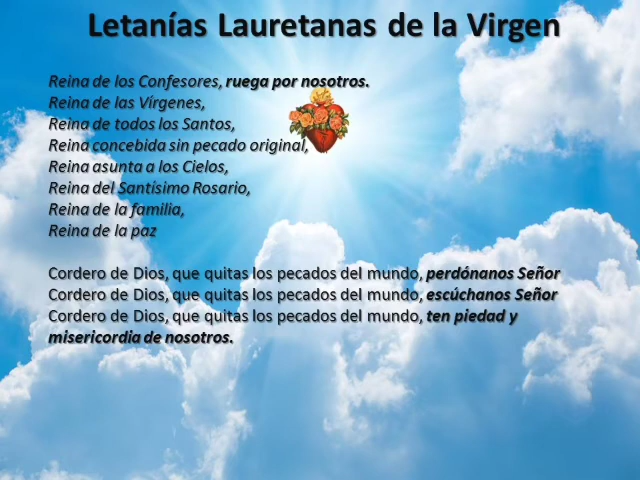 Letanías Lauretanas de la Virgen
Reina de los Confesores, ruega por nosotros.
Reina de las Vírgenes,
Reina de todos los Santos,
Reina concebida sin pecado original,
Reina asunta a los Cielos,
Reina del Santísimo Rosario,
Reina de la familia,
Reina de la paz
Cordero de Dios, que quitas los pecados del mundo, perdónanos Señor
Cordero de Dios, que quitas los pecados del mundo, escúchanos Señor
Cordero de Dios, que quitas los pecados del mundo, ten piedad y
misericordia de nosotros.